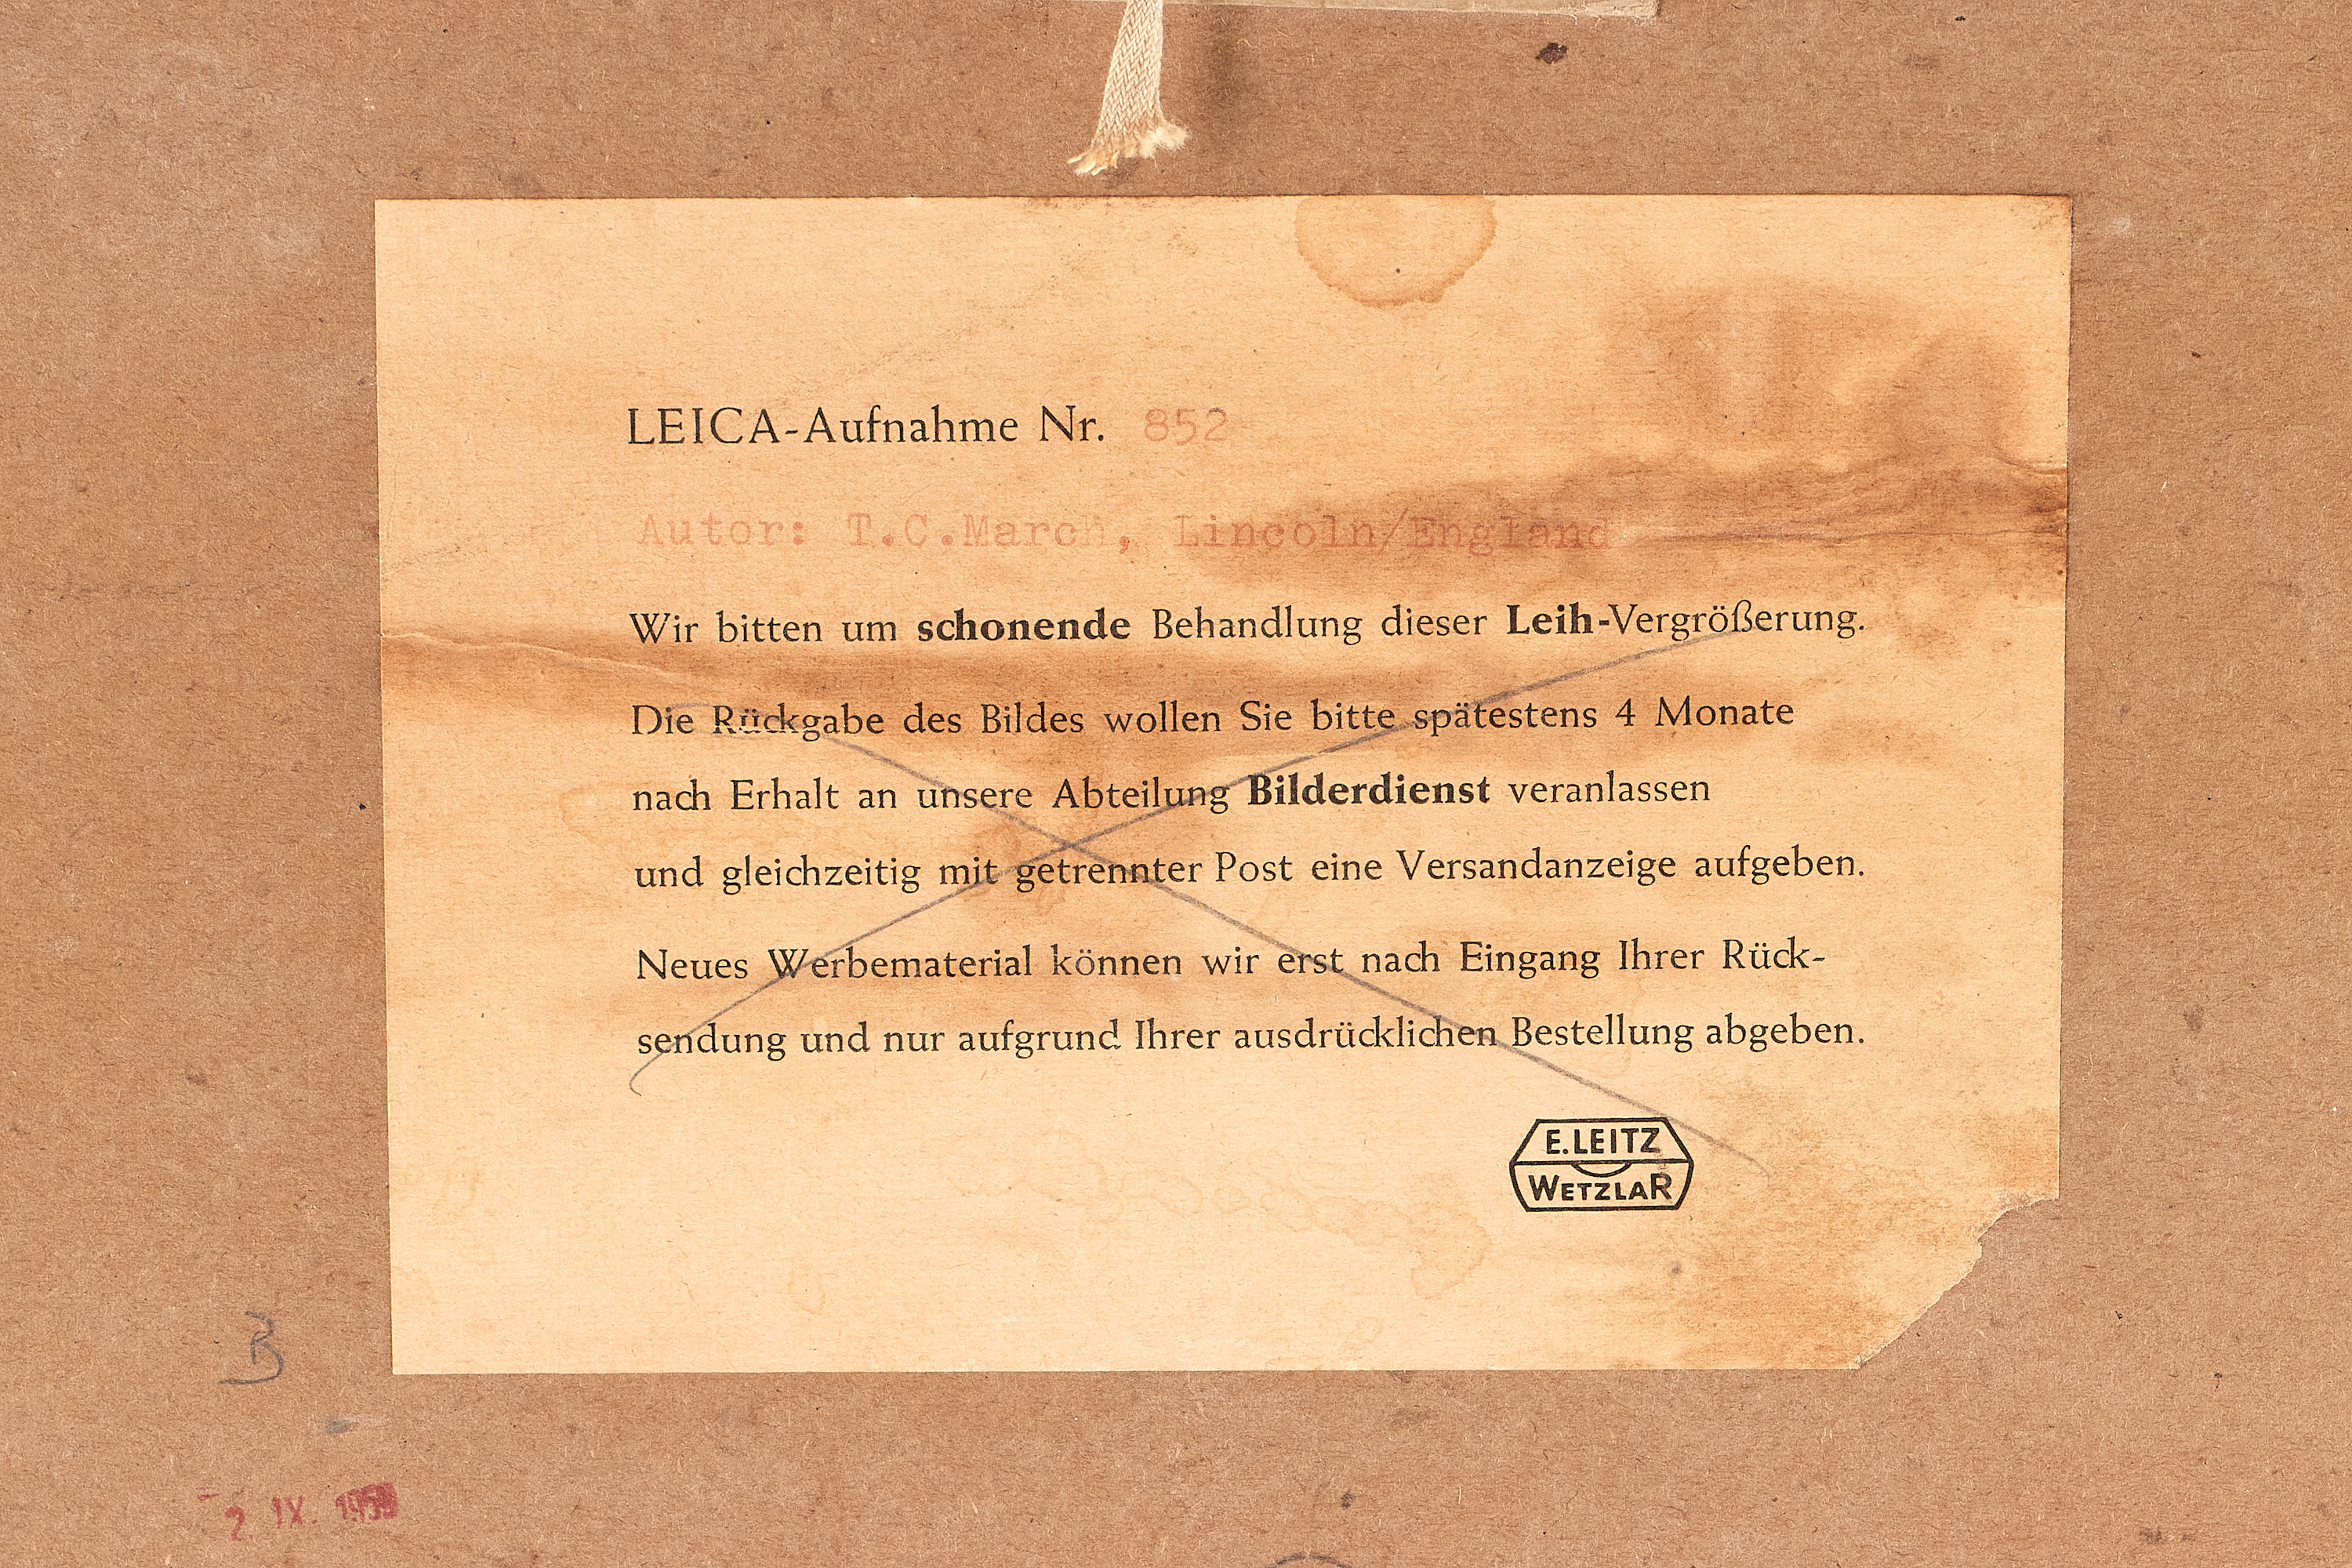 LEICA-Aufnahme Nr. 852
Autor: T.C.March, Lincoln/England
Wir bitten um schonende Behandlung dieser Leih-Vergrößerung.
Die Rückgabe des Bildes wollen Sie bitte spätestens 4 Monate
nach Erhalt an unsere Abteilung Bilderdienst veranlassen
und gleichzeitig mit getrennter Post eine Versandanzeige aufgeben.
Neues Werbematerial können wir erst nach Eingang Ihrer Rück-
sendung und nur aufgrund Ihrer ausdrücklichen Bestellung abgeben.
E. LEITZ
WETZLAR
B
2. IX.